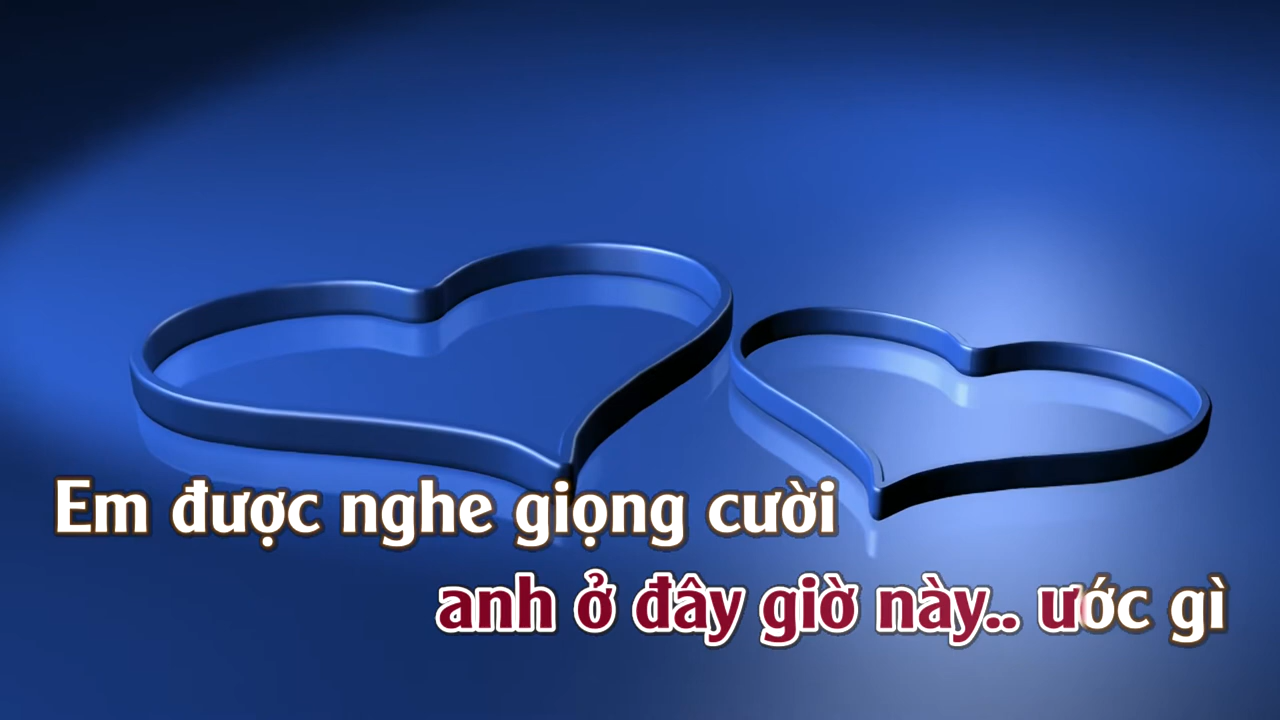 Em được nghe giọng cười
anh ở đây giờ này.. ước gì